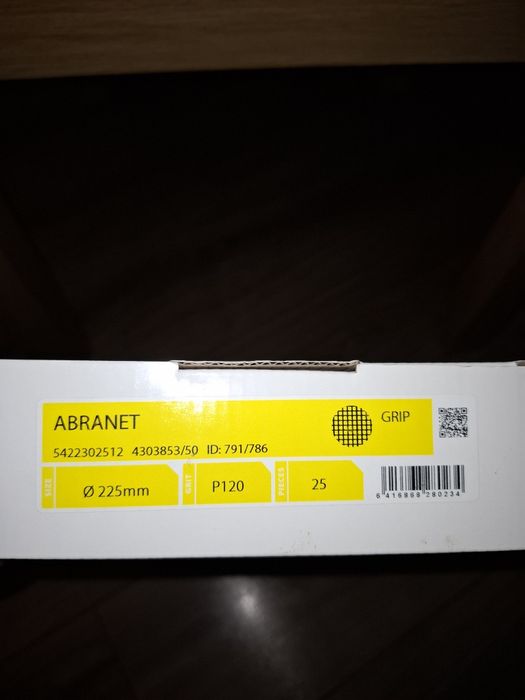 ABRANET
GRIP
5422302512 4303853/50 ID: 791/786
SIZE Ø 225mm GRIT P120 PIECES 25
6 416868 280234